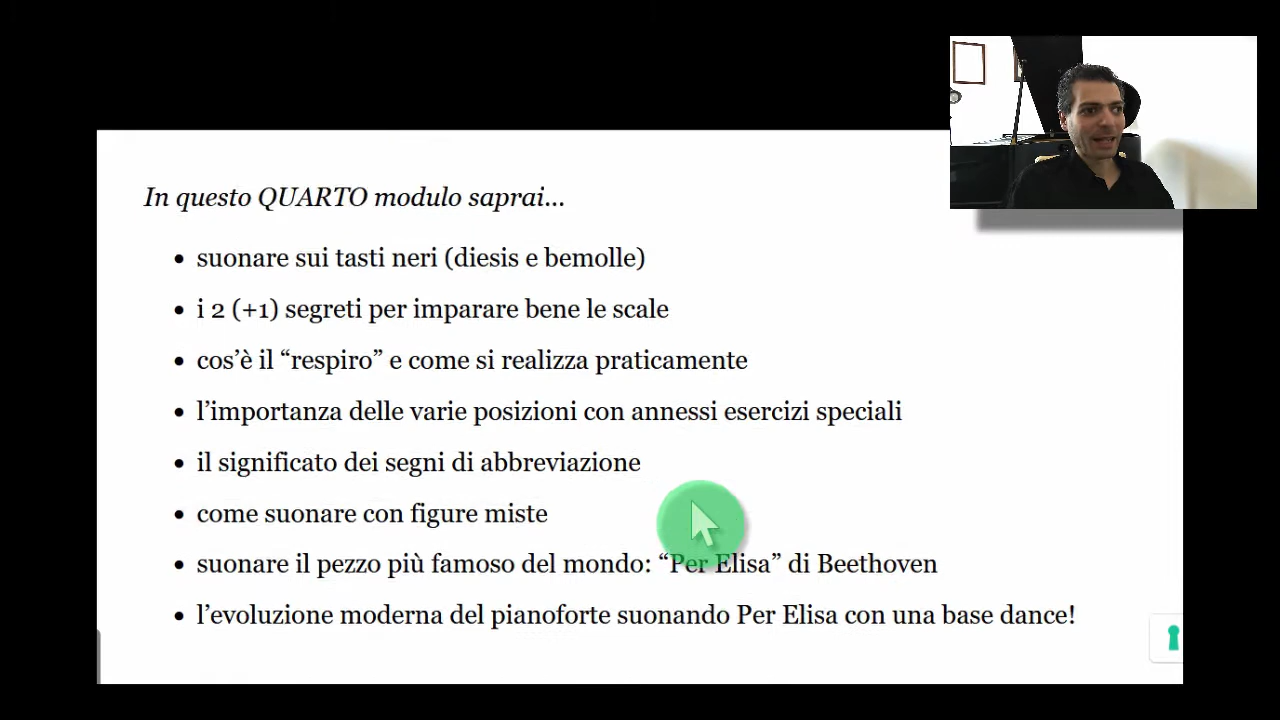 In questo QUARTO modulo saprai...
• suonare sui tasti neri (diesis e bemolle)
• i 2 (+1) segreti per imparare bene le scale
• cos’è il “respiro” e come si realizza praticamente
• l’importanza delle varie posizioni con annessi esercizi speciali
• il significato dei segni di abbreviazione
• come suonare con figure miste
• suonare il pezzo più famoso del mondo: “Per Elisa” di Beethoven
• l’evoluzione moderna del pianoforte suonando Per Elisa con una base dance!